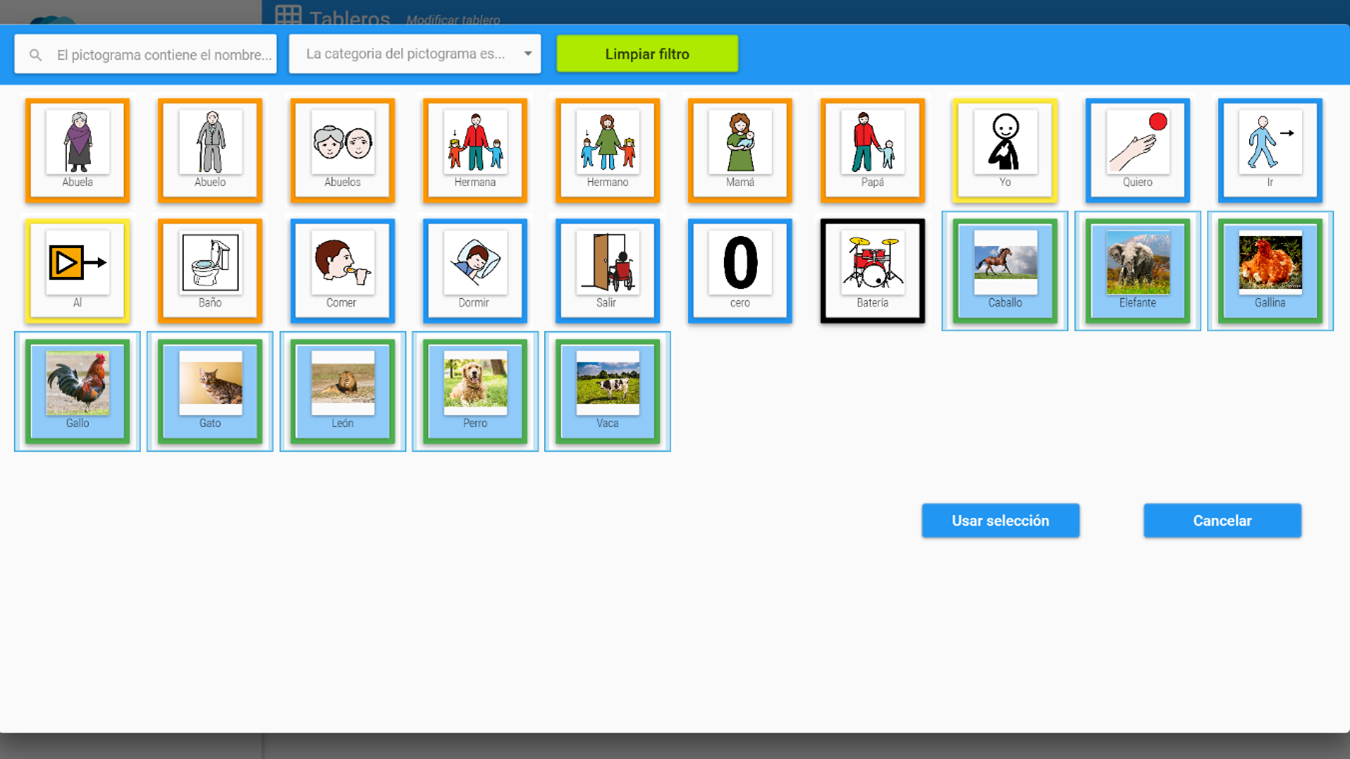 Tableros Modificar tablero
El pictograma contiene el nombre...
La categoria del pictograma es...
Limpiar filtro
Abuela
Abuelo
Abuelos
Hermana
Hermano
Mamá
Papá
Yo
Quiero
Ir
Al
Baño
Comer
Dormir
Salir
0
cero
Batería
Caballo
Elefante
Gallina
Gallo
Gato
León
Perro
Vaca
Usar selección
Cancelar